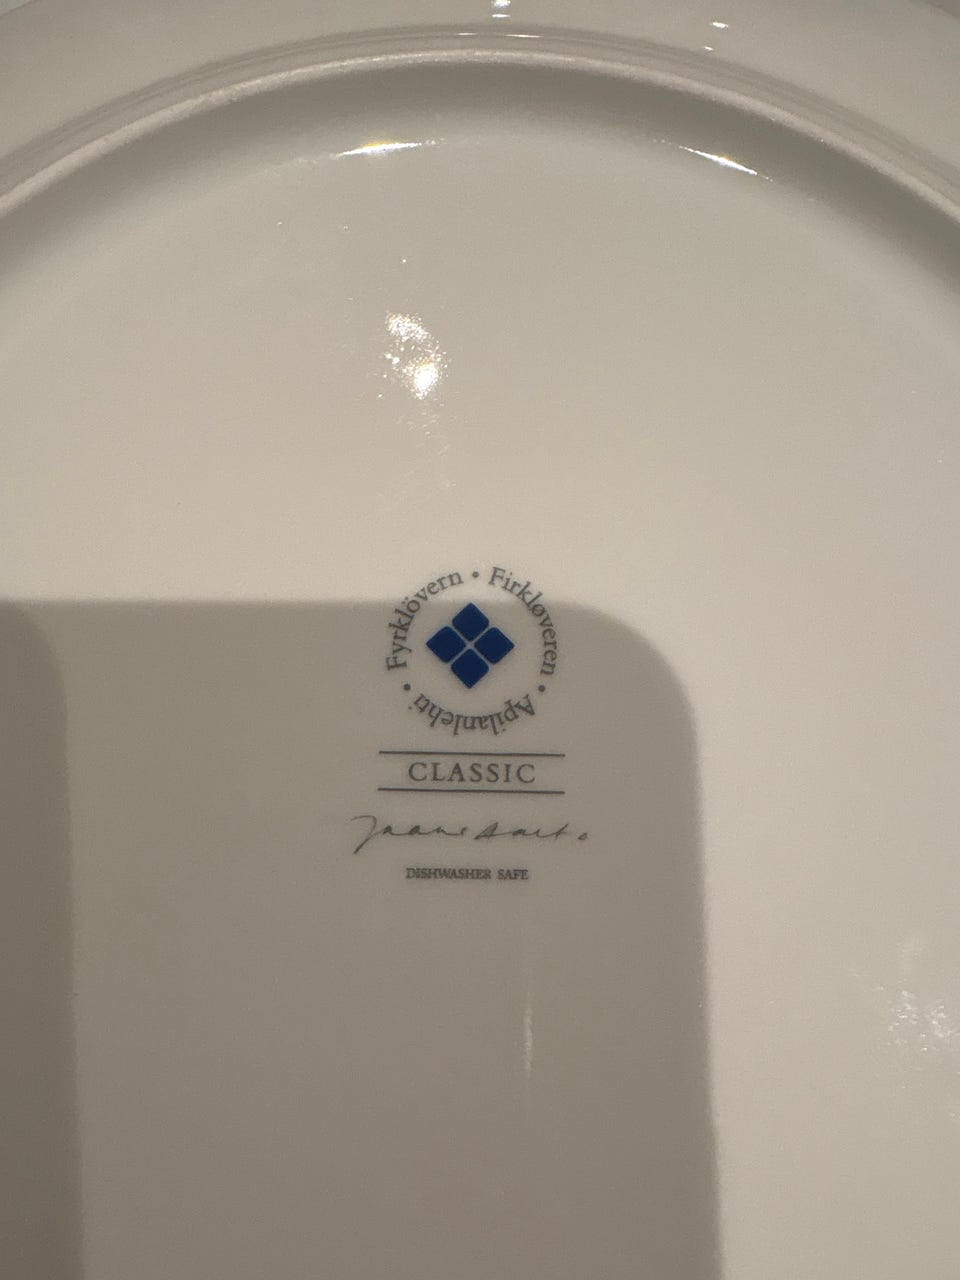 Fyrklövern • Firkløveren • Apilanlehti •
CLASSIC
DISHWASHER SAFE